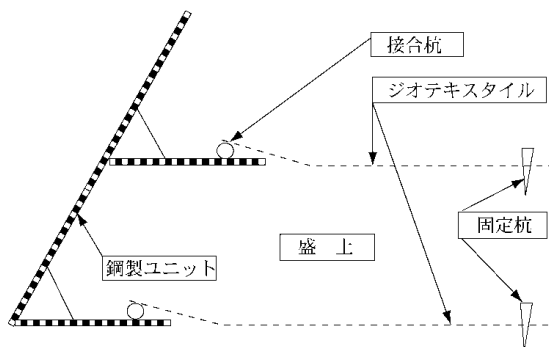 接合杭
ジオテキスタイル
固定杭
盛　上
鋼製ユニット